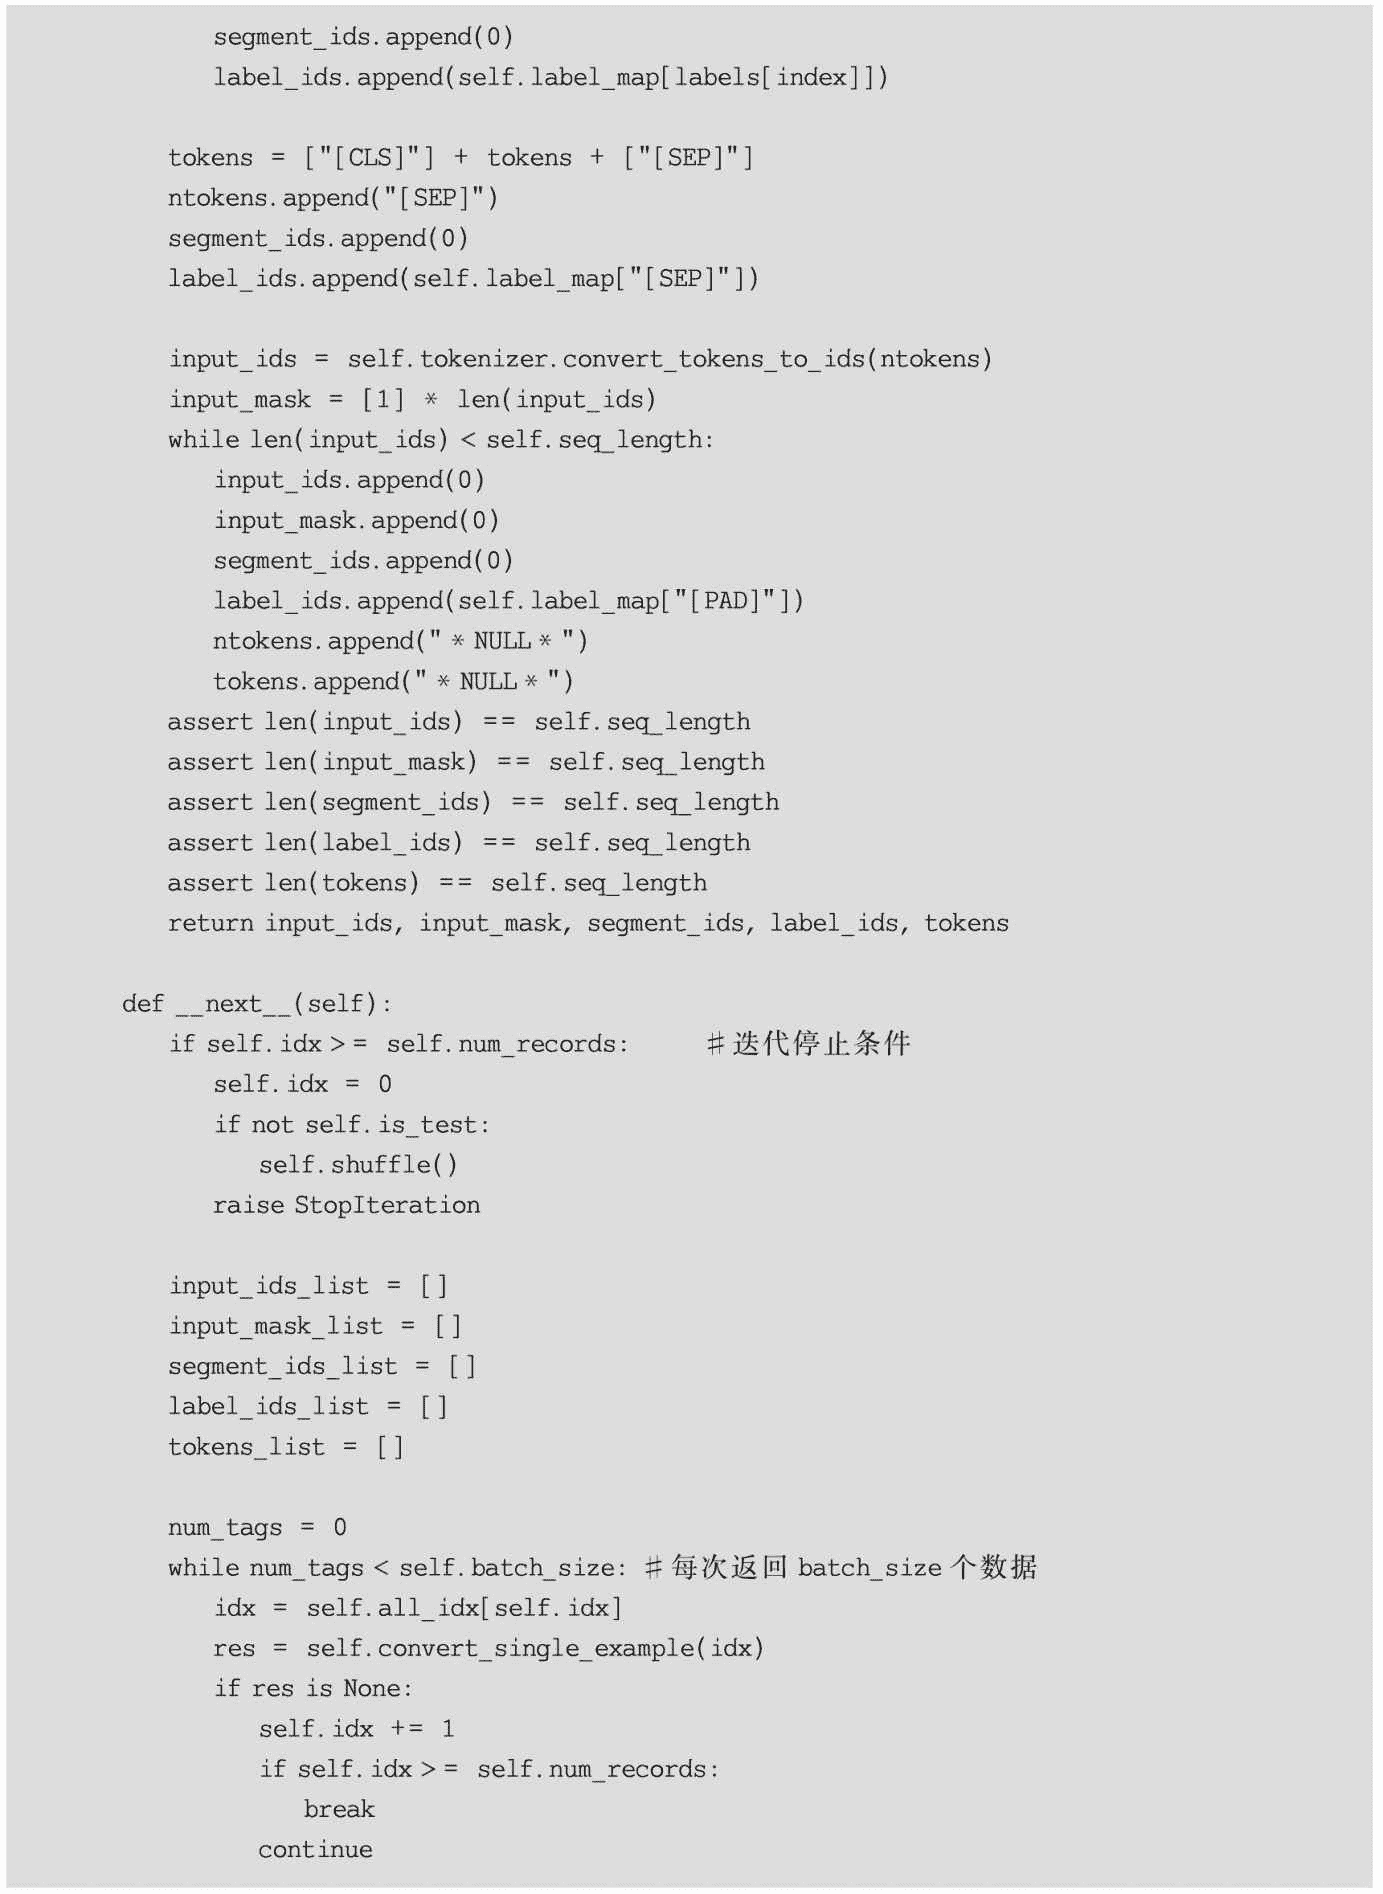 segment_ids.append(0)
label_ids.append(self.label_map[labels[index]])
tokens = ["[CLS]"] + tokens + ["[SEP]"]
ntokens.append("[SEP]")
segment_ids.append(0)
label_ids.append(self.label_map["[SEP]"])
input_ids = self.tokenizer.convert_tokens_to_ids(ntokens)
input_mask = [1] * len(input_ids)
while len(input_ids) < self.seq_length:
input_ids.append(0)
input_mask.append(0)
segment_ids.append(0)
label_ids.append(self.label_map["[PAD]"])
ntokens.append("*NULL*")
tokens.append("*NULL*")
assert len(input_ids) == self.seq_length
assert len(input_mask) == self.seq_length
assert len(segment_ids) == self.seq_length
assert len(label_ids) == self.seq_length
assert len(tokens) == self.seq_length
return input_ids, input_mask, segment_ids, label_ids, tokens
def __next__(self):
if self.idx >= self.num_records: #迭代停止条件
self.idx = 0
if not self.is_test:
self.shuffle()
raise StopIteration
input_ids_list = []
input_mask_list = []
segment_ids_list = []
label_ids_list = []
tokens_list = []
num_tags = 0
while num_tags < self.batch_size: #每次返回 batch_size 个数据
idx = self.all_idx[self.idx]
res = self.convert_single_example(idx)
if res is None:
self.idx += 1
if self.idx >= self.num_records:
break
continue